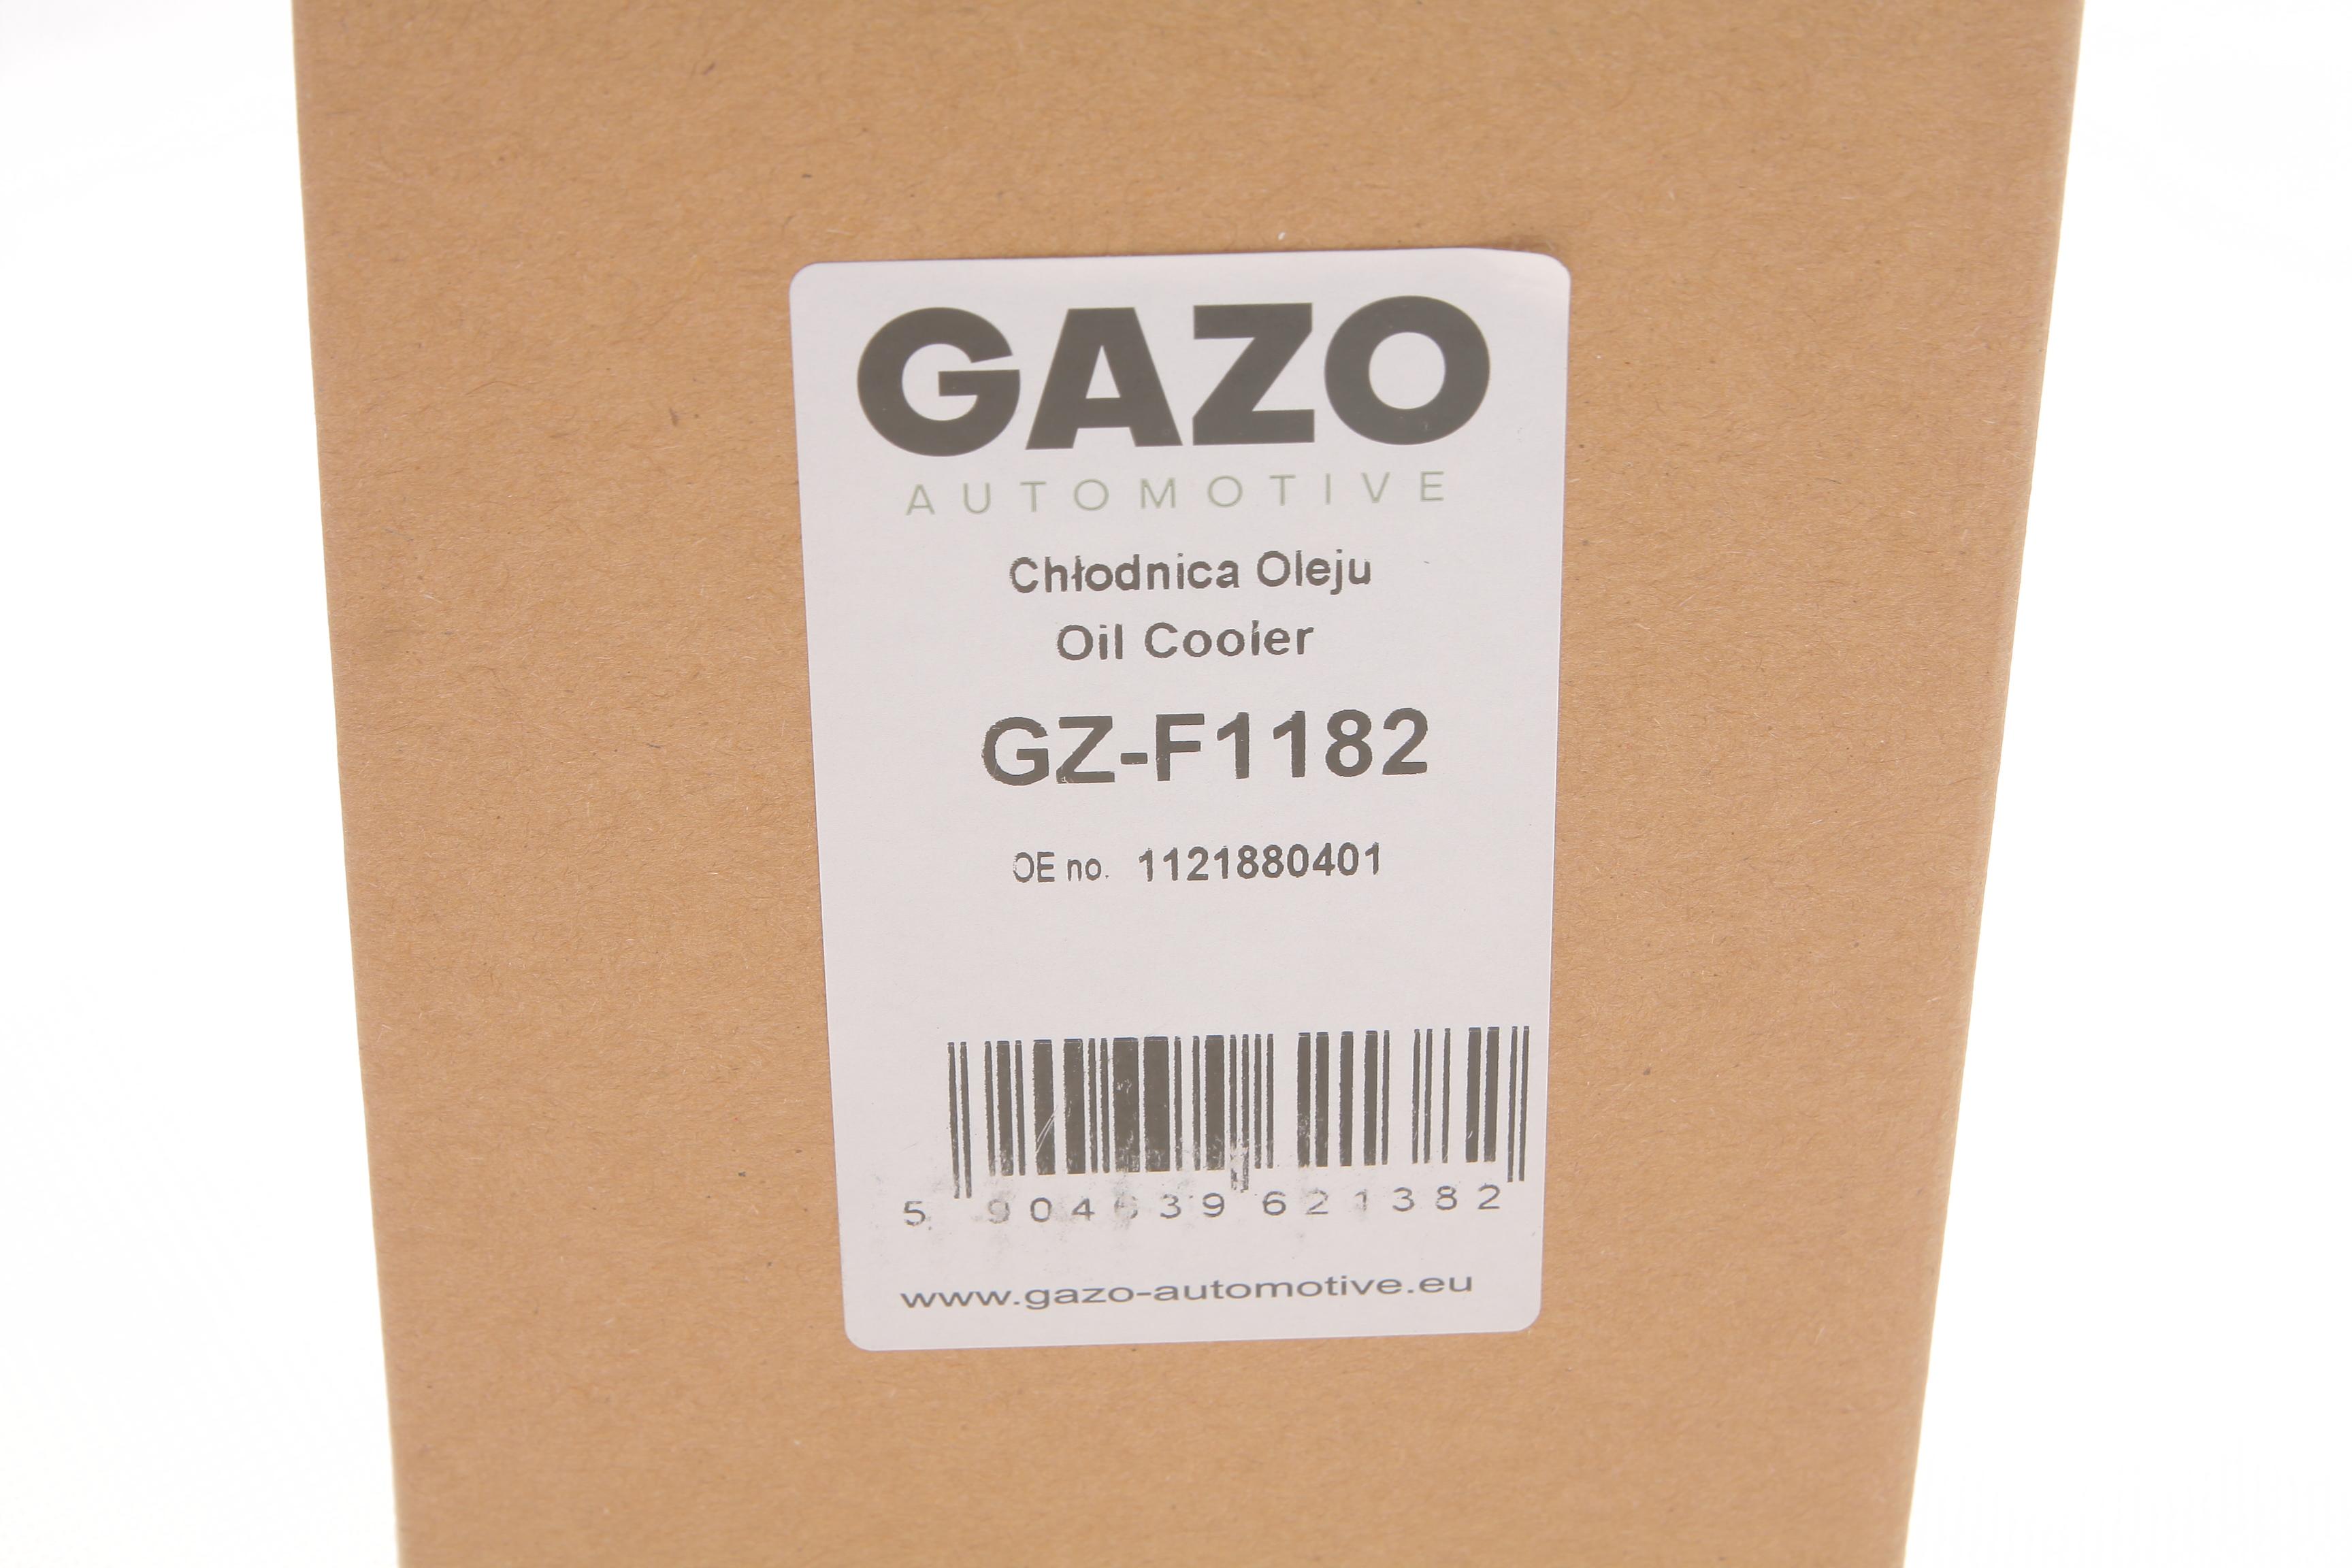 GAZO
AUTOMOTIVE
Chłodnica Oleju
Oil Cooler
GZ-F1182
OE no. 1121880401
5 904639 621382
www.gazo-automotive.eu